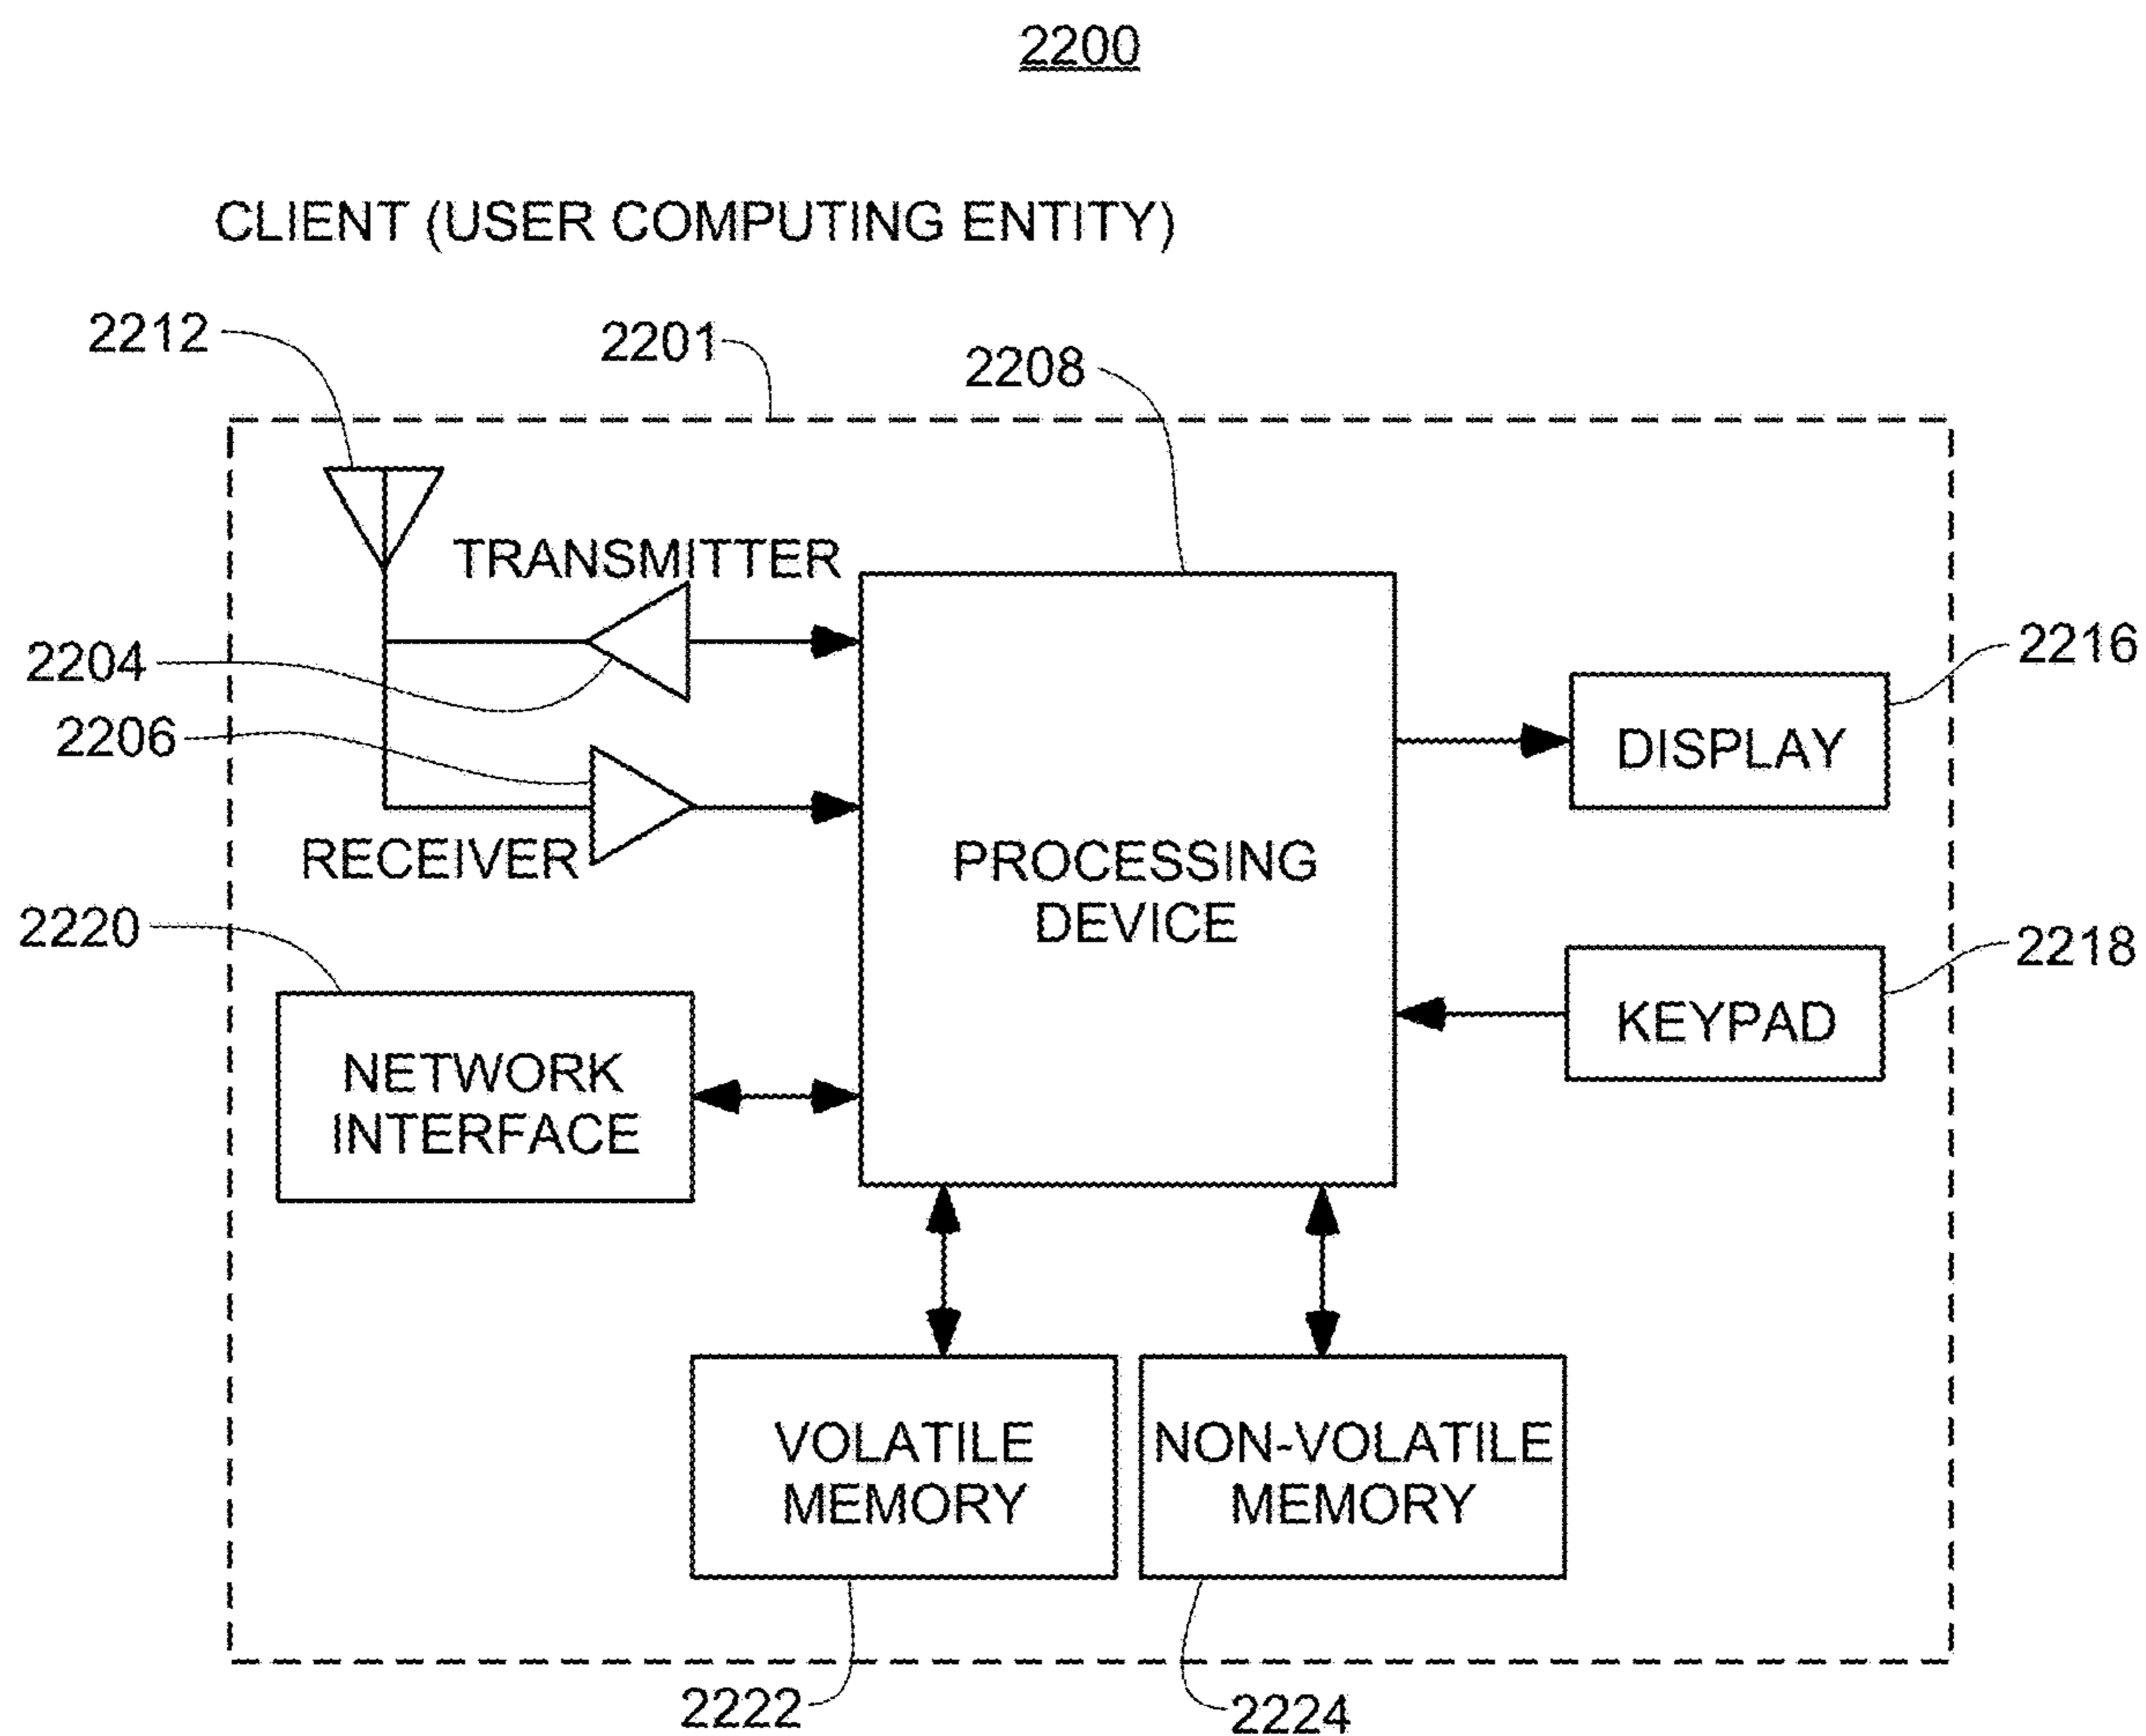 2200
CLIENT (USER COMPUTING ENTITY)
2212
2201
2208
TRANSMITTER
2204
2216
DISPLAY
2206
RECEIVER
PROCESSING
DEVICE
2220
2218
KEYPAD
NETWORK
INTERFACE
VOLATILE
MEMORY
NON-VOLATILE
MEMORY
2222
2224